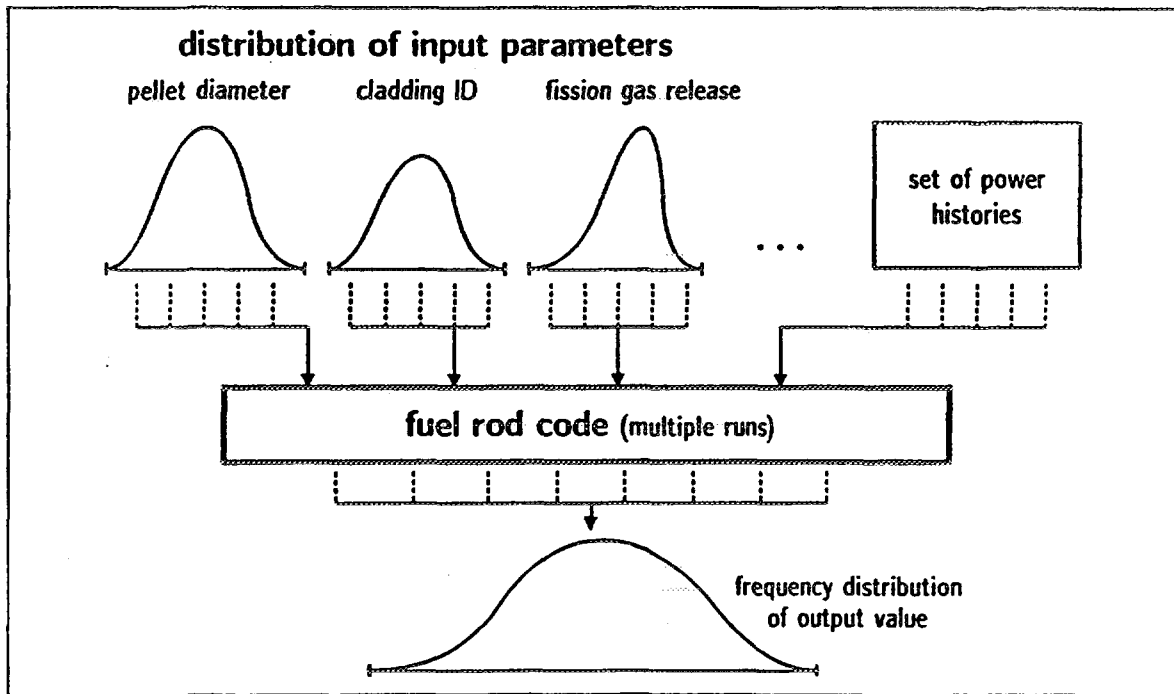 distribution of input parameters
pellet diameter
cladding ID
fission gas release
set of power
histories
...
fuel rod code (multiple runs)
frequency distribution
of output value